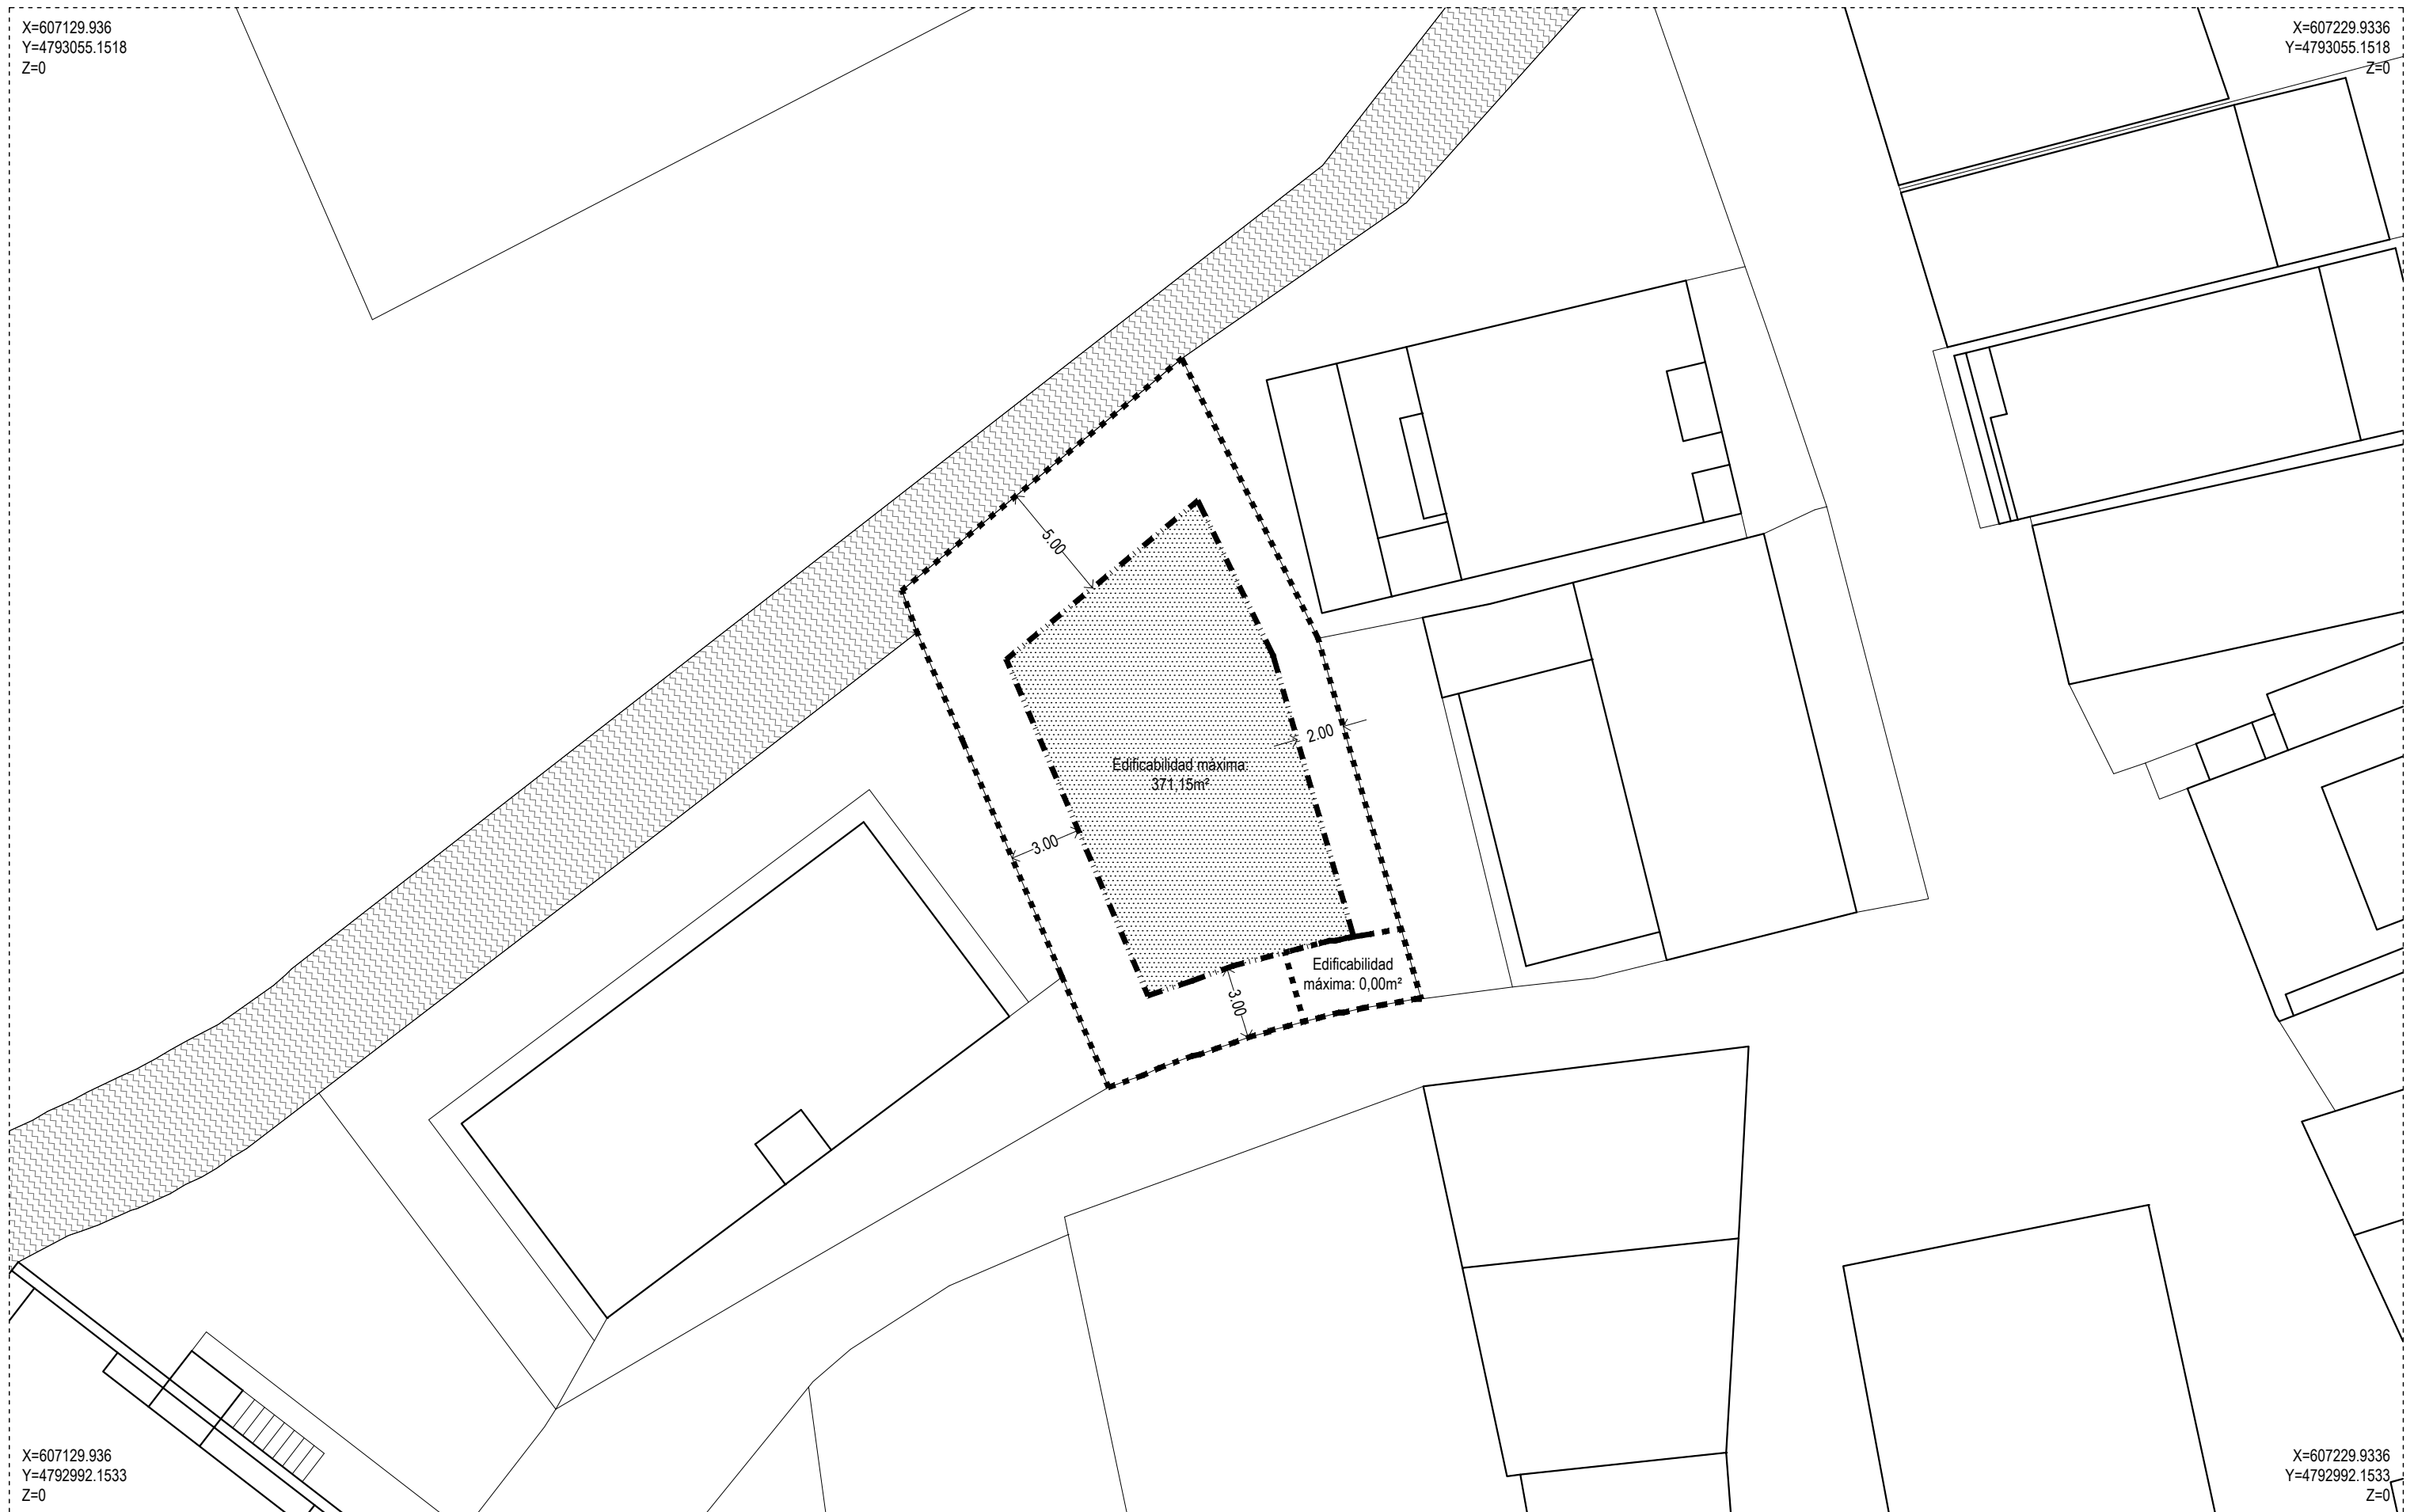 X=607129.936
Y=4793055.1518
Z=0
X=607229.9336
Y=4793055.1518
Z=0
5.00
2.00
Edificabilidad máxima:
371,15m²
3.00
Edificabilidad
máxima: 0,00m²
3.00
X=607129.936
Y=4792992.1533
Z=0
X=607229.9336
Y=4792992.1533
Z=0